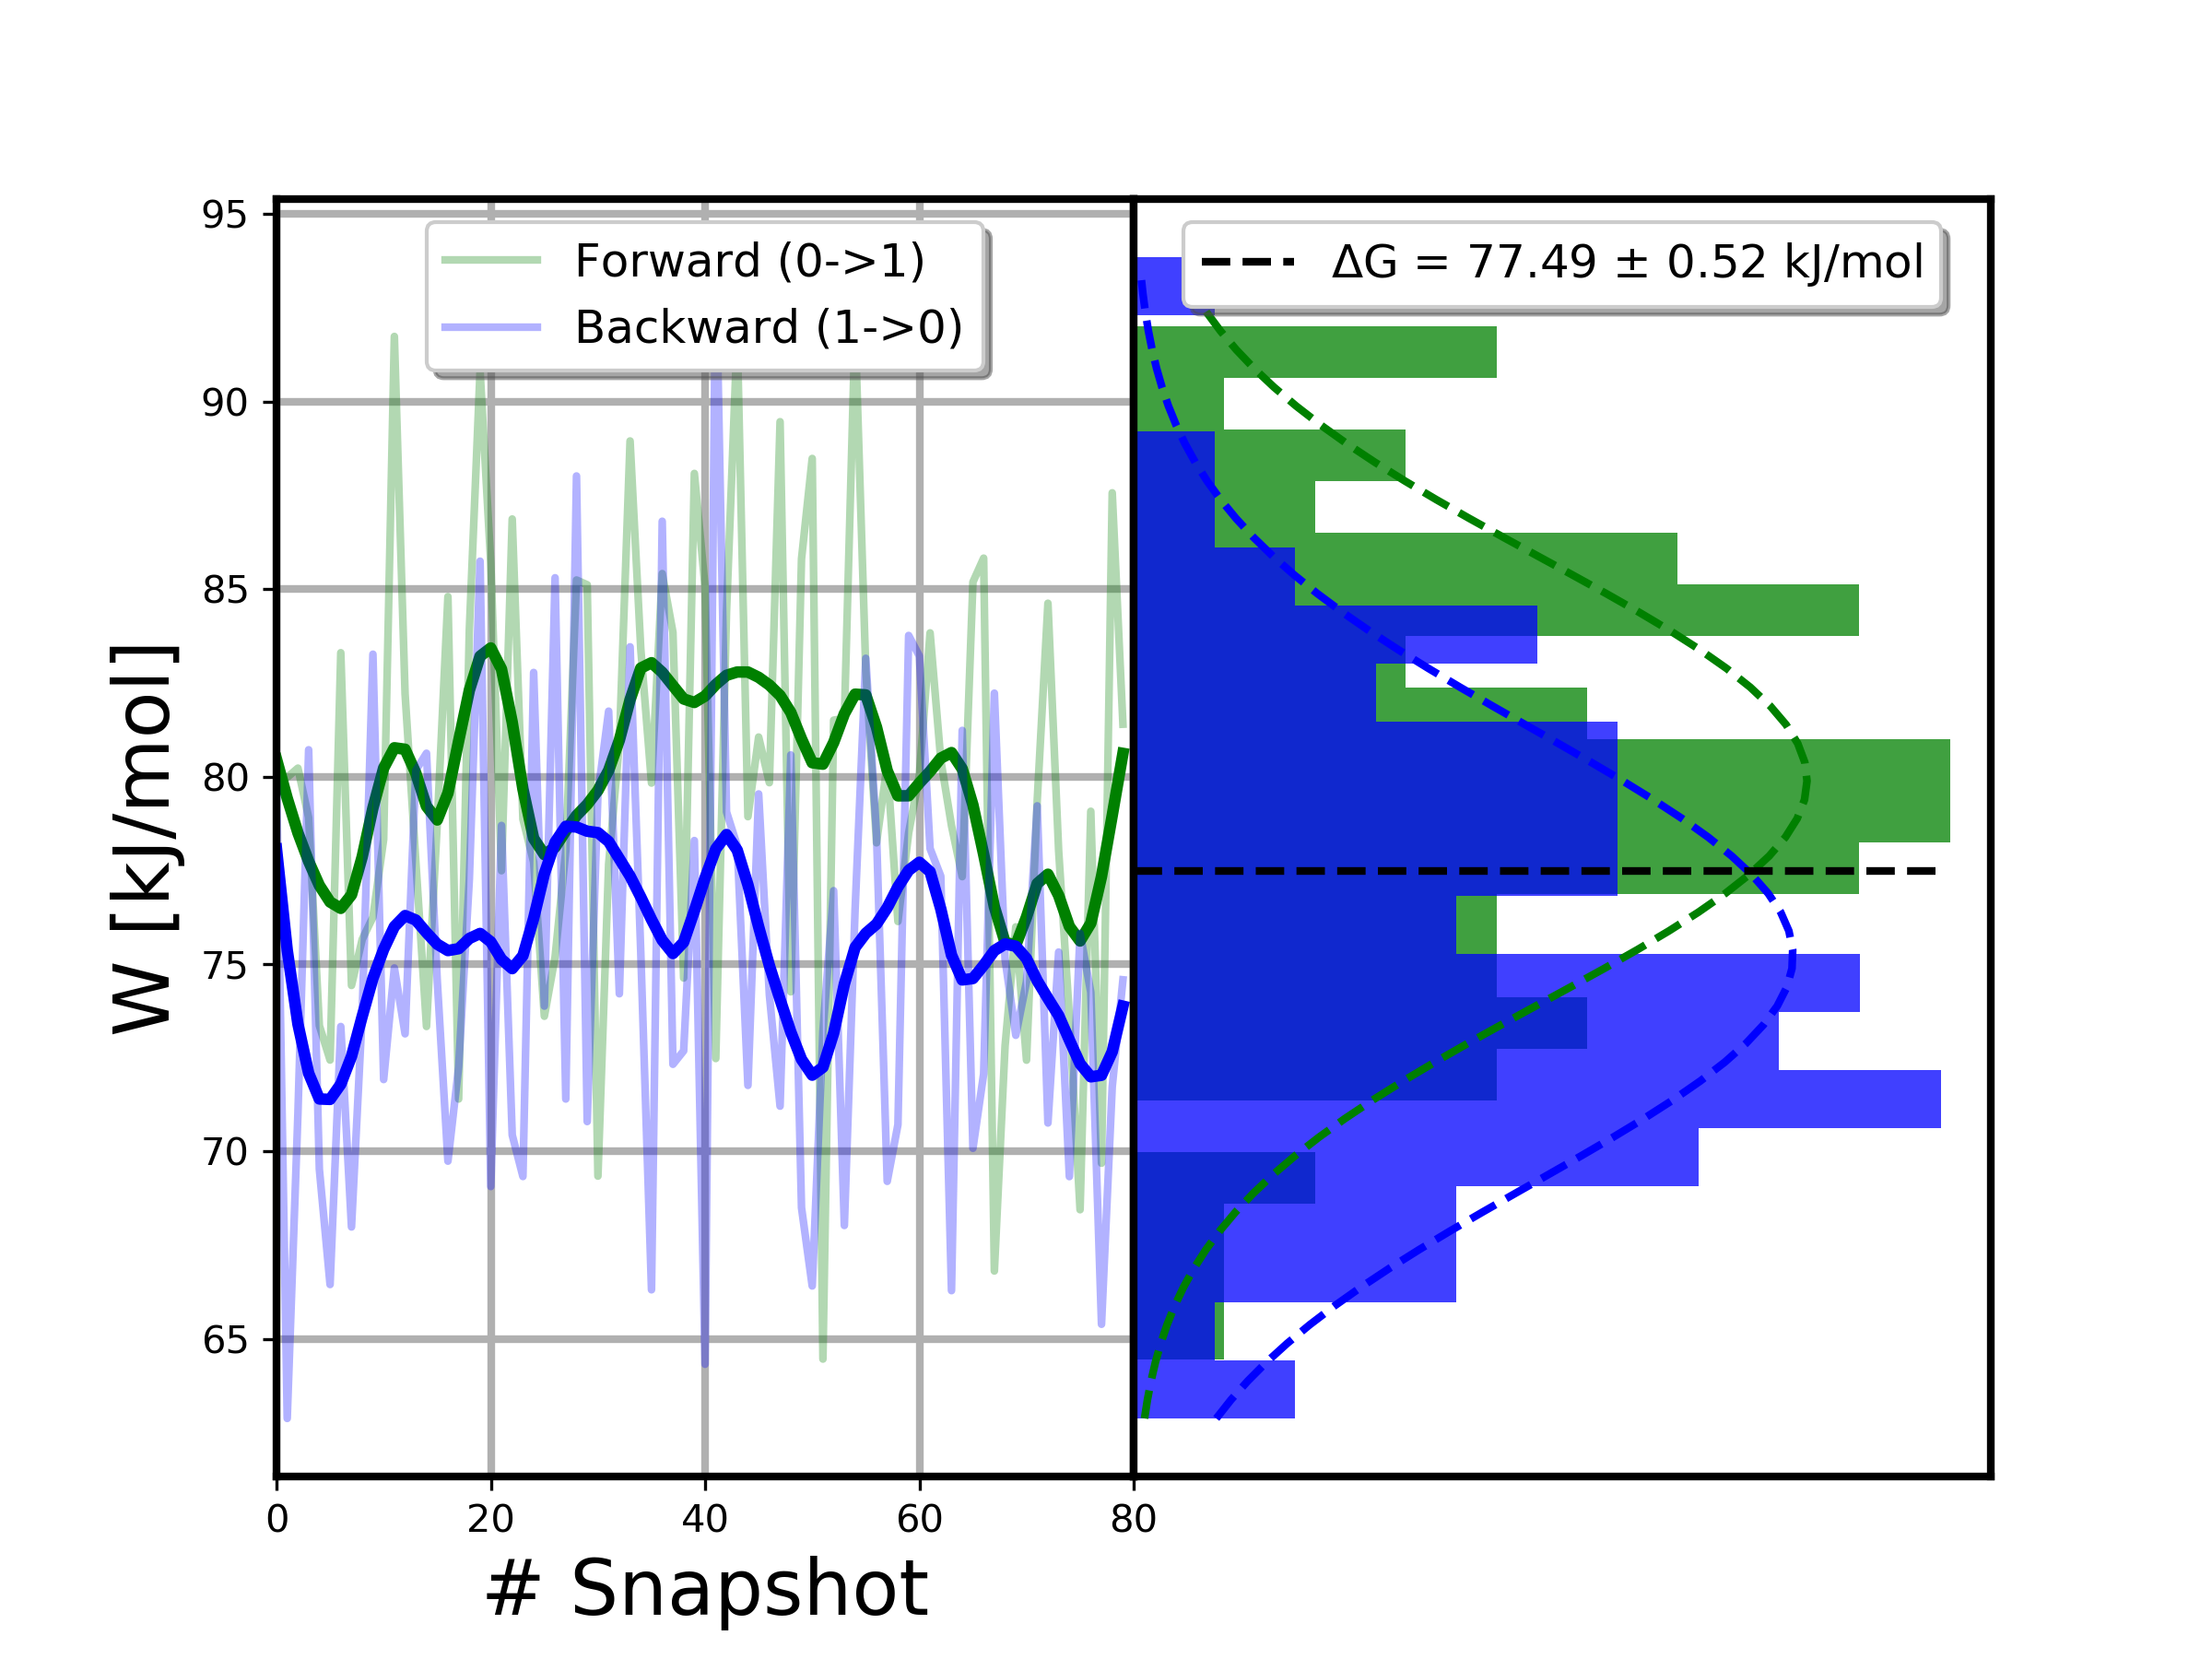 95
90
85
80
75
70
65
W [kJ/mol]
Forward (0->1)
Backward (1->0)
ΔG = 77.49 ± 0.52 kJ/mol
0 20 40 60 80
# Snapshot